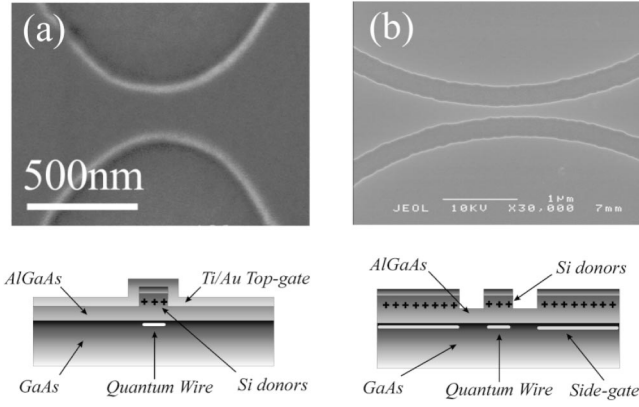 (a)
500nm
(b)
1µm
JEOL 10KV X30,000 7mm
AlGaAs
Ti/Au Top-gate
+++
GaAs
Quantum Wire
Si donors
AlGaAs
Si donors
+++++++ +++ +++++++
GaAs
Quantum Wire
Side-gate